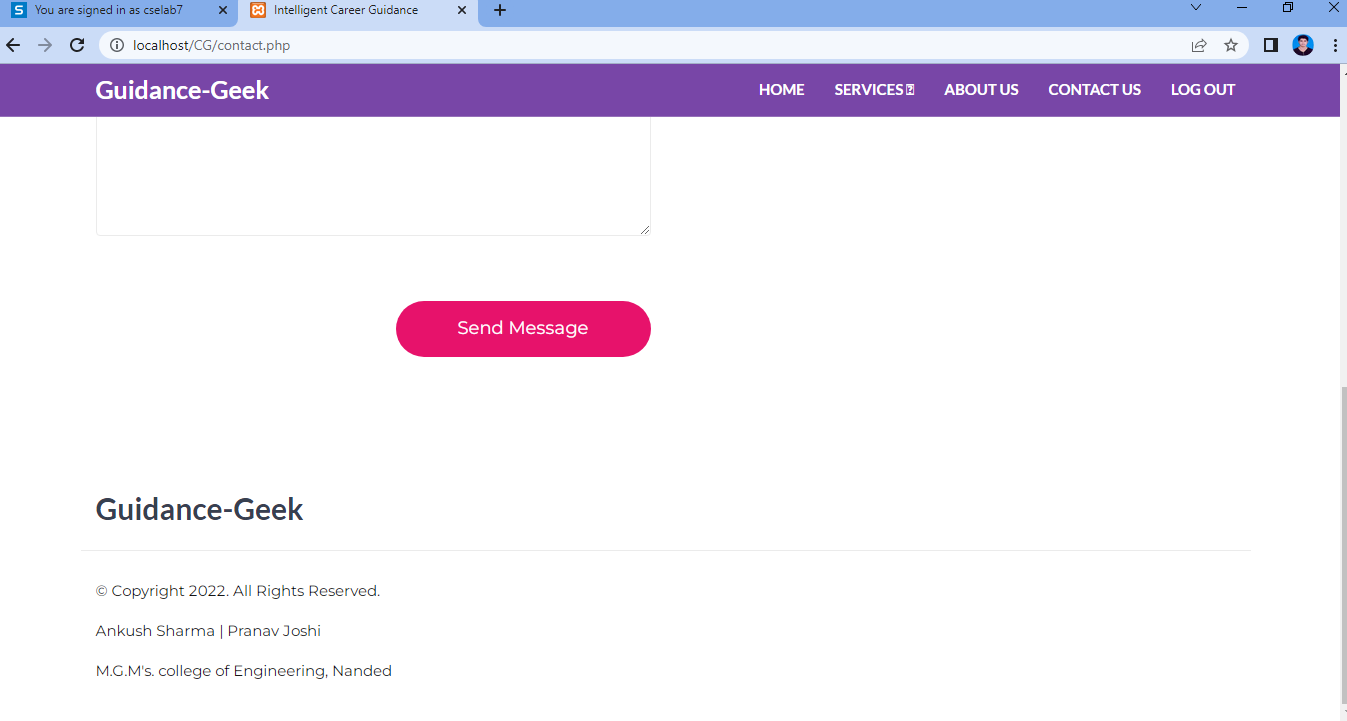 You are signed in as cselab7
Intelligent Career Guidance
localhost/CG/contact.php
Guidance-Geek
HOME SERVICES ABOUT US CONTACT US LOG OUT
Send Message
Guidance-Geek
© Copyright 2022. All Rights Reserved.
Ankush Sharma | Pranav Joshi
M.G.M's. college of Engineering, Nanded